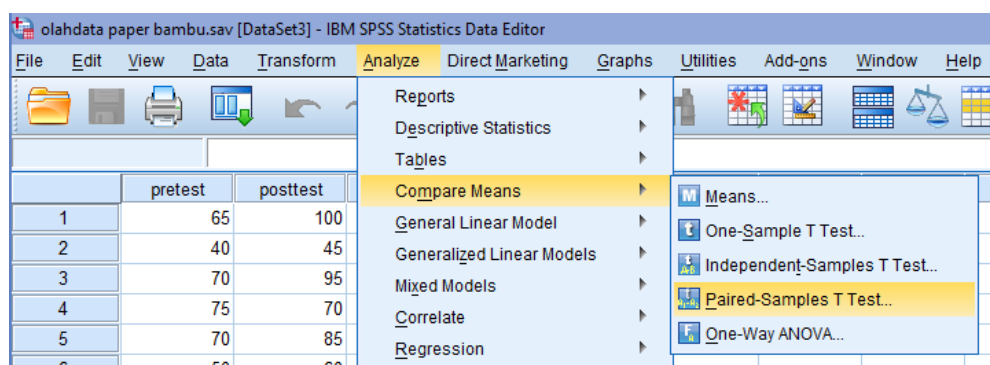 olahdata paper bambu.sav [DataSet3] - IBM SPSS Statistics Data Editor
File Edit View Data Transform Analyze Direct Marketing Graphs Utilities Add-ons Window Help
Reports
Descriptive Statistics
Tables
Compare Means
General Linear Model
Generalized Linear Models
Mixed Models
Correlate
Regression
M Means...
t One-Sample T Test...
Independent-Samples T Test...
Paired-Samples T Test...
One-Way ANOVA...
pretest posttest
1 65 100
2 40 45
3 70 95
4 75 70
5 70 85